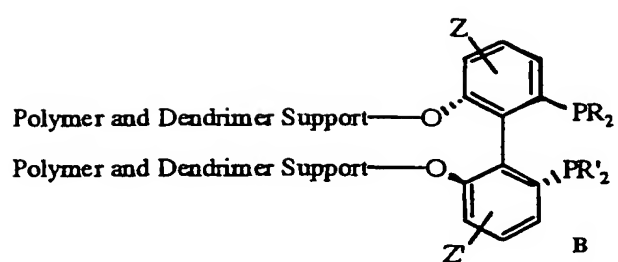 Z
Polymer and Dendrimer Support O PR2
Polymer and Dendrimer Support O PR'2
Z' B